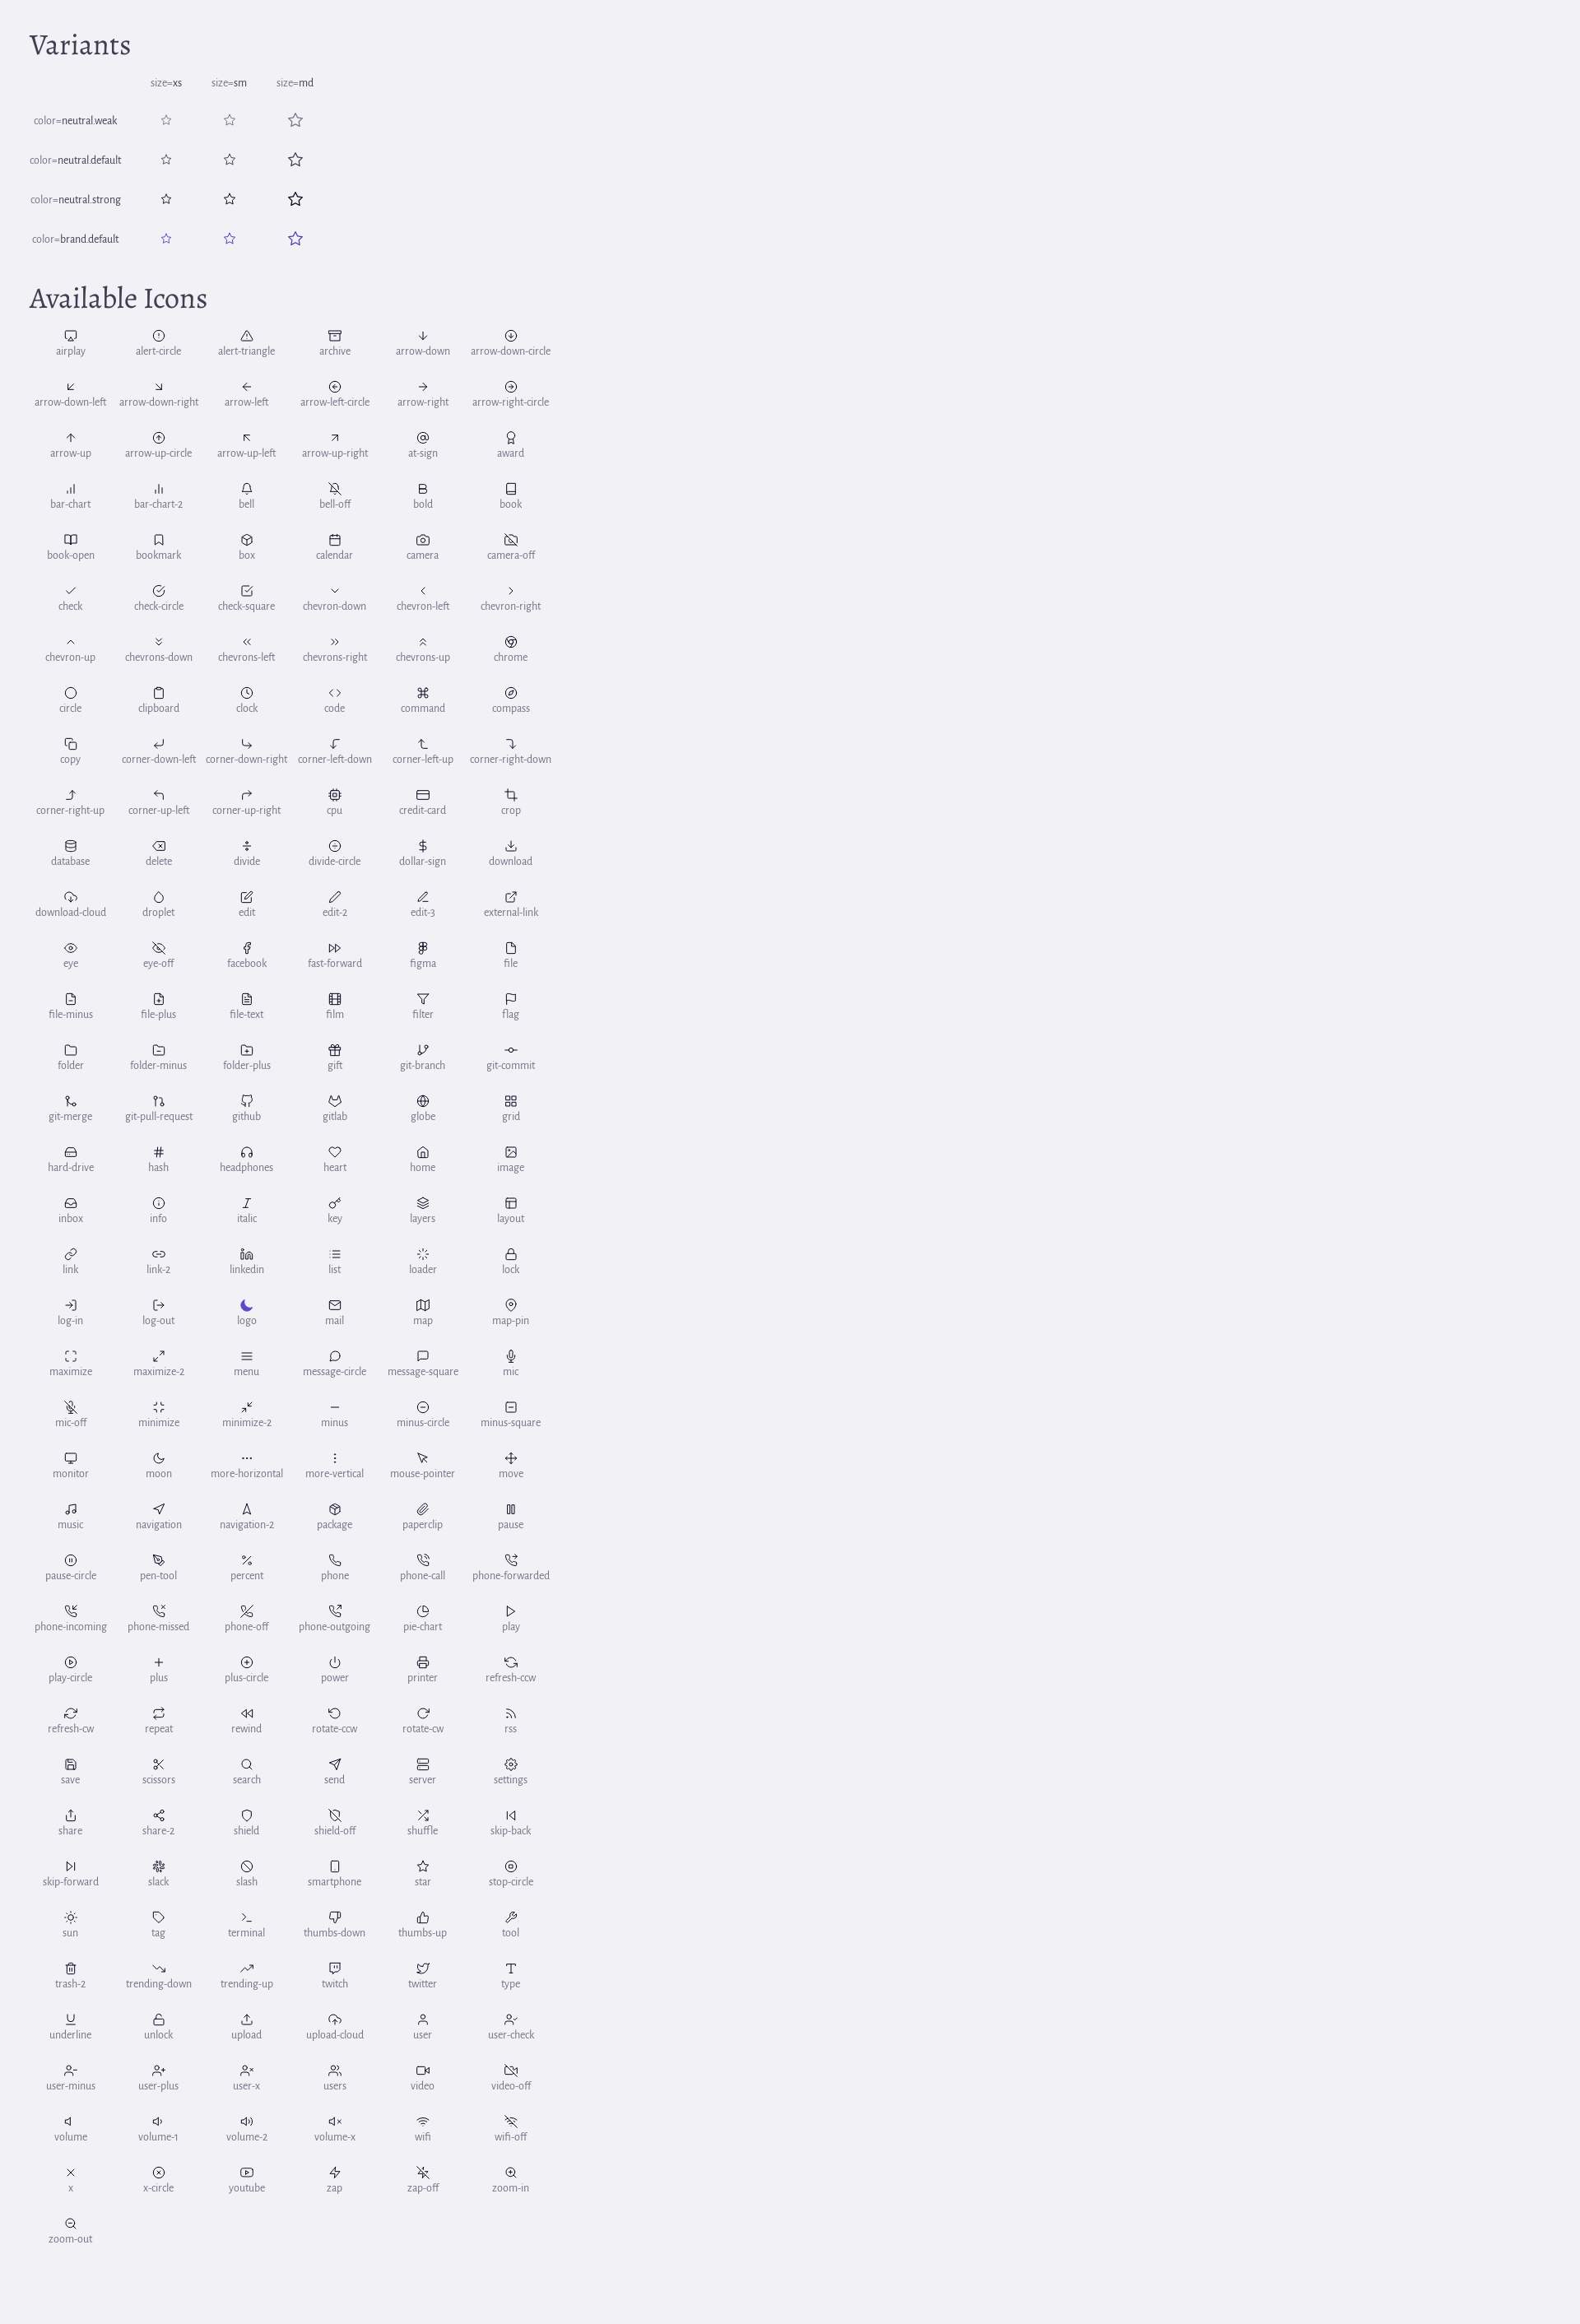 Variants
size=xs size=sm size=md
color=neutral.weak
color=neutral.default
color=neutral.strong
color=brand.default
Available Icons
airplay alert-circle alert-triangle archive arrow-down arrow-down-circle
arrow-down-left arrow-down-right arrow-left arrow-left-circle arrow-right arrow-right-circle
arrow-up arrow-up-circle arrow-up-left arrow-up-right at-sign award
bar-chart bar-chart-2 bell bell-off bold book
book-open bookmark box calendar camera camera-off
check check-circle check-square chevron-down chevron-left chevron-right
chevron-up chevrons-down chevrons-left chevrons-right chevrons-up chrome
circle clipboard clock code command compass
copy corner-down-left corner-down-right corner-left-down corner-left-up corner-right-down
corner-right-up corner-up-left corner-up-right cpu credit-card crop
database delete divide divide-circle dollar-sign download
download-cloud droplet edit edit-2 edit-3 external-link
eye eye-off facebook fast-forward figma file
file-minus file-plus file-text film filter flag
folder folder-minus folder-plus gift git-branch git-commit
git-merge git-pull-request github gitlab globe grid
hard-drive hash headphones heart home image
inbox info italic key layers layout
link link-2 linkedin list loader lock
log-in log-out logo mail map map-pin
maximize maximize-2 menu message-circle message-square mic
mic-off minimize minimize-2 minus minus-circle minus-square
monitor moon more-horizontal more-vertical mouse-pointer move
music navigation navigation-2 package paperclip pause
pause-circle pen-tool percent phone phone-call phone-forwarded
phone-incoming phone-missed phone-off phone-outgoing pie-chart play
play-circle plus plus-circle power printer refresh-ccw
refresh-cw repeat rewind rotate-ccw rotate-cw rss
save scissors search send server settings
share share-2 shield shield-off shuffle skip-back
skip-forward slack slash smartphone star stop-circle
sun tag terminal thumbs-down thumbs-up tool
trash-2 trending-down trending-up twitch twitter type
underline unlock upload upload-cloud user user-check
user-minus user-plus user-x users video video-off
volume volume-1 volume-2 volume-x wifi wifi-off
x x-circle youtube zap zap-off zoom-in
zoom-out